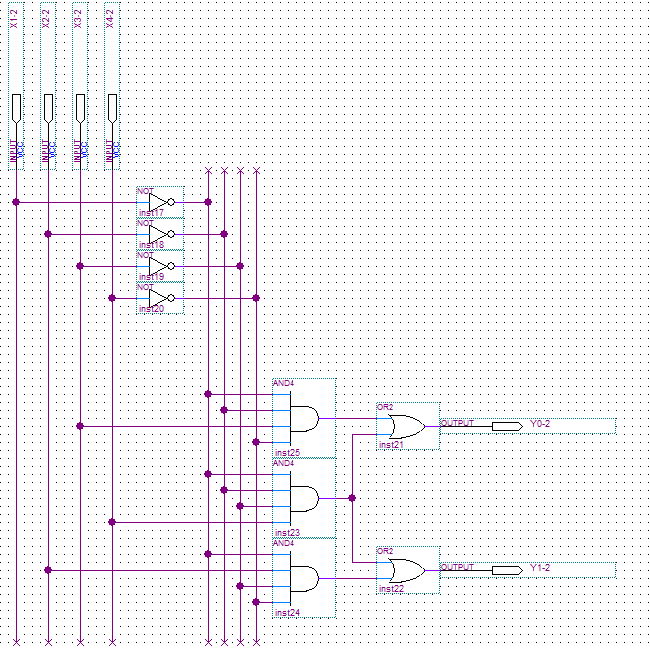 X1-2
X2-2
X3-2
X4-2
INPUT
VCC
INPUT
VCC
INPUT
VCC
INPUT
VCC
NOT
inst17
NOT
inst18
NOT
inst19
NOT
inst20
AND4
inst25
OR2
inst21
OUTPUT
Y0-2
AND4
inst23
AND4
inst24
OR2
inst22
OUTPUT
Y1-2